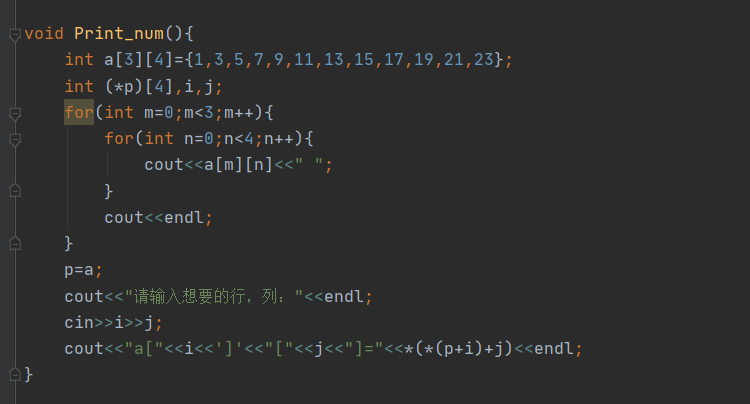 void Print_num(){
    int a[3][4]={1,3,5,7,9,11,13,15,17,19,21,23};
    int (*p)[4],i,j;
    for(int m=0;m<3;m++){
        for(int n=0;n<4;n++){
            cout<<a[m][n]<<" ";
        }
        cout<<endl;
    }
    p=a;
    cout<<"请输入想要的行，列："<<endl;
    cin>>i>>j;
    cout<<"a["<<i<<']'<<"["<<j<<"]="<<*(*(p+i)+j)<<endl;
}